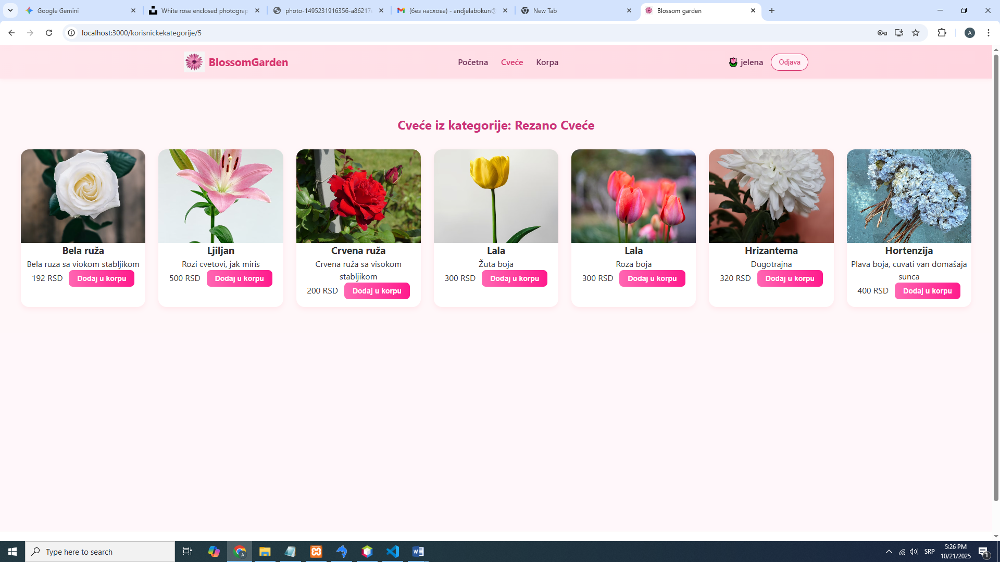 Google Gemini
White rose enclosed photograp
photo-1495231916356-a86217
(без наслова) - andjelabokun@
New Tab
Blossom garden
localhost:3000/korisnickekategorije/5
A
BlossomGarden
Početna
Cveće
Korpa
jelena
Odjava
Cveće iz kategorije: Rezano Cveće
Bela ruža
Bela ruza sa viokom stabljikom
192 RSD
Dodaj u korpu
Ljiljan
Rozi cvetovi, jak miris
500 RSD
Dodaj u korpu
Crvena ruža
Crvena ruža sa visokom
stabljikom
200 RSD
Dodaj u korpu
Lala
Žuta boja
300 RSD
Dodaj u korpu
Lala
Roza boja
300 RSD
Dodaj u korpu
Hrizantema
Dugotrajna
320 RSD
Dodaj u korpu
Hortenzija
Plava boja, cuvati van domašaja
sunca
400 RSD
Dodaj u korpu
Type here to search
SRP
5:26 PM
10/21/2025
1